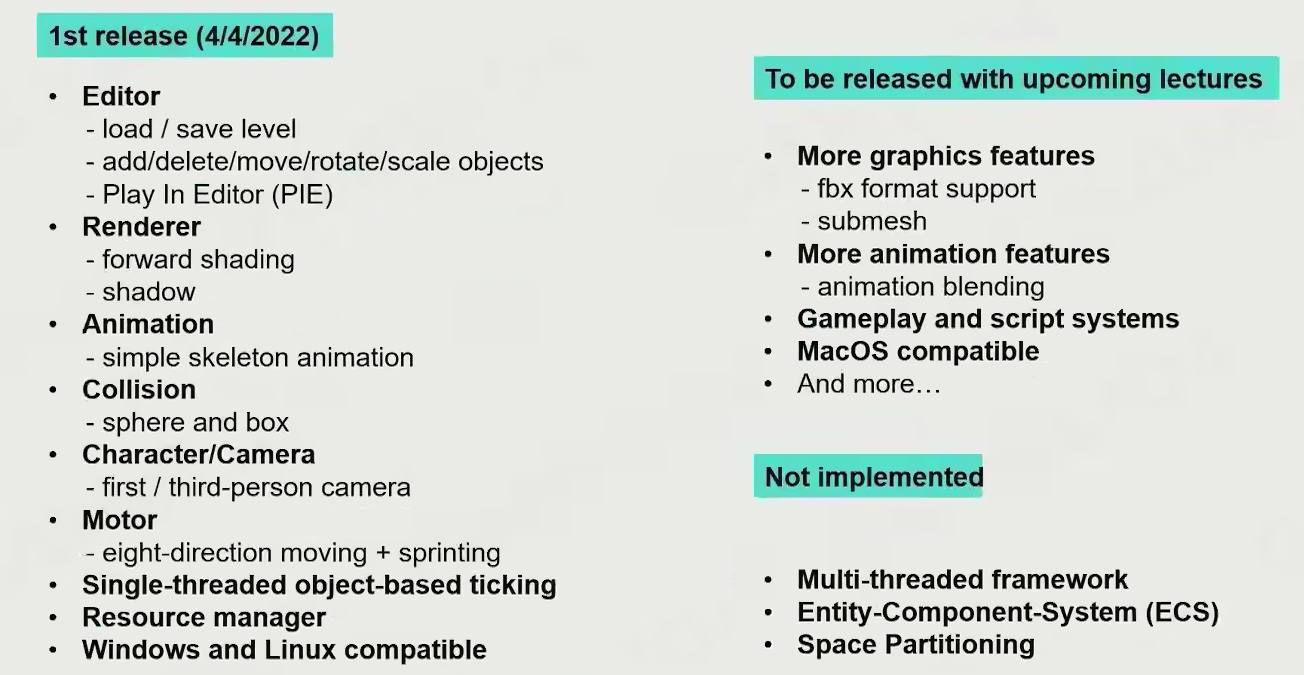 1st release (4/4/2022)
• Editor
- load / save level
- add/delete/move/rotate/scale objects
- Play In Editor (PIE)
• Renderer
- forward shading
- shadow
• Animation
- simple skeleton animation
• Collision
- sphere and box
• Character/Camera
- first / third-person camera
• Motor
- eight-direction moving + sprinting
• Single-threaded object-based ticking
• Resource manager
• Windows and Linux compatible
To be released with upcoming lectures
• More graphics features
- fbx format support
- submesh
• More animation features
- animation blending
• Gameplay and script systems
• MacOS compatible
• And more…
Not implemented
• Multi-threaded framework
• Entity-Component-System (ECS)
• Space Partitioning